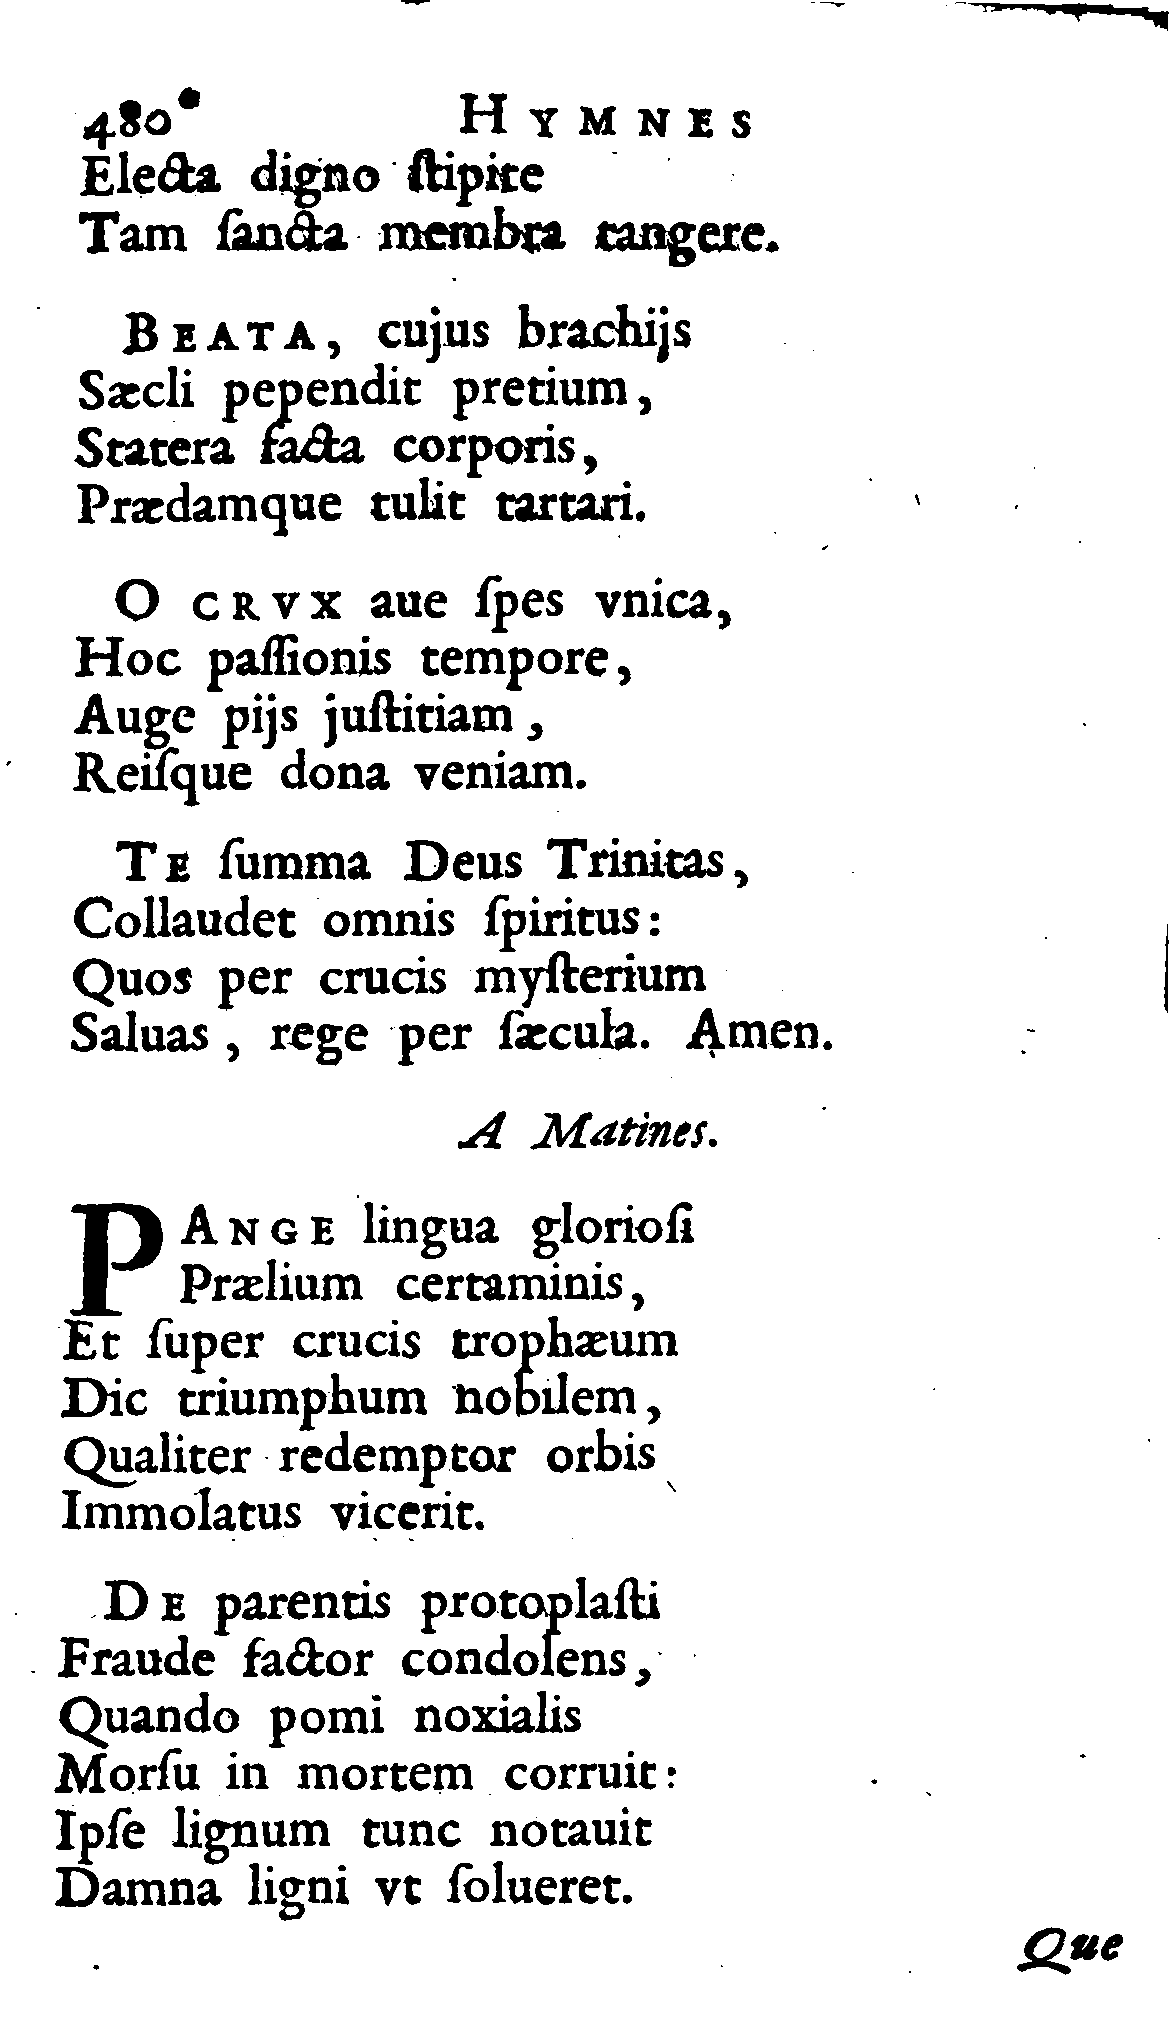 480 HYMNES
Electa digno ſtipite
Tam ſancta membra tangere.
BEATA, cujus brachijs
Sæcli pependit pretium,
Statera facta corporis,
Prædamque tulit tartari.
O CRVX aue ſpes vnica,
Hoc paſſionis tempore,
Auge pijs juſtitiam,
Reiſque dona veniam.
TE ſumma Deus Trinitas,
Collaudet omnis ſpiritus:
Quos per crucis myſterium
Saluas, rege per ſæcula. Amen.
A Matines.
PANGE lingua glorioſi
Prælium certaminis,
Et ſuper crucis trophæum
Dic triumphum nobilem,
Qualiter redemptor orbis
Immolatus vicerit.
DE parentis protoplaſti
Fraude factor condolens,
Quando pomi noxialis
Morſu in mortem corruit:
Ipſe lignum tunc notauit
Damna ligni vt ſolueret.
Que